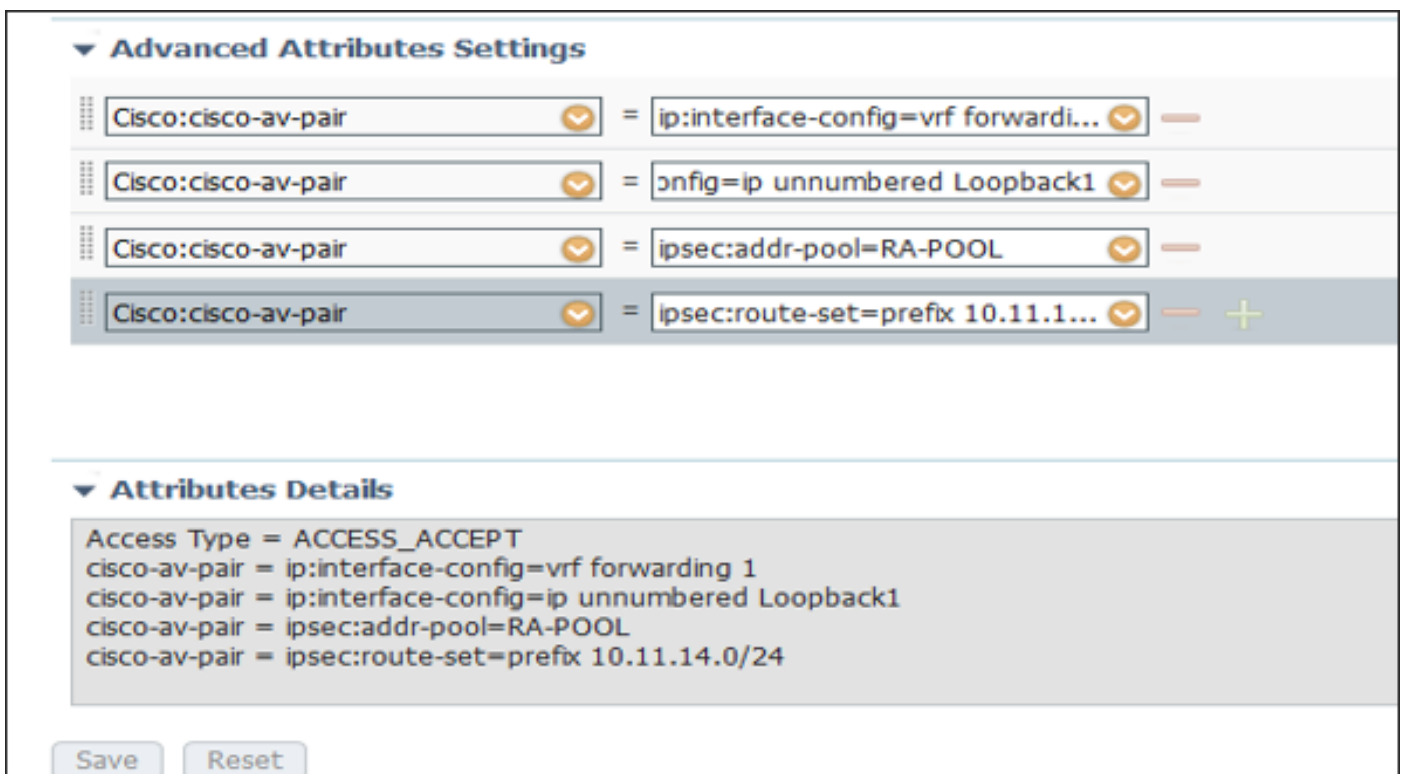 Advanced Attributes Settings
Cisco:cisco-av-pair = ip:interface-config=vrf forwardi...
Cisco:cisco-av-pair = onfig=ip unnumbered Loopback1
Cisco:cisco-av-pair = ipsec:addr-pool=RA-POOL
Cisco:cisco-av-pair = ipsec:route-set=prefix 10.11.1...
Attributes Details
Access Type = ACCESS_ACCEPT
cisco-av-pair = ip:interface-config=vrf forwarding 1
cisco-av-pair = ip:interface-config=ip unnumbered Loopback1
cisco-av-pair = ipsec:addr-pool=RA-POOL
cisco-av-pair = ipsec:route-set=prefix 10.11.14.0/24
Save Reset